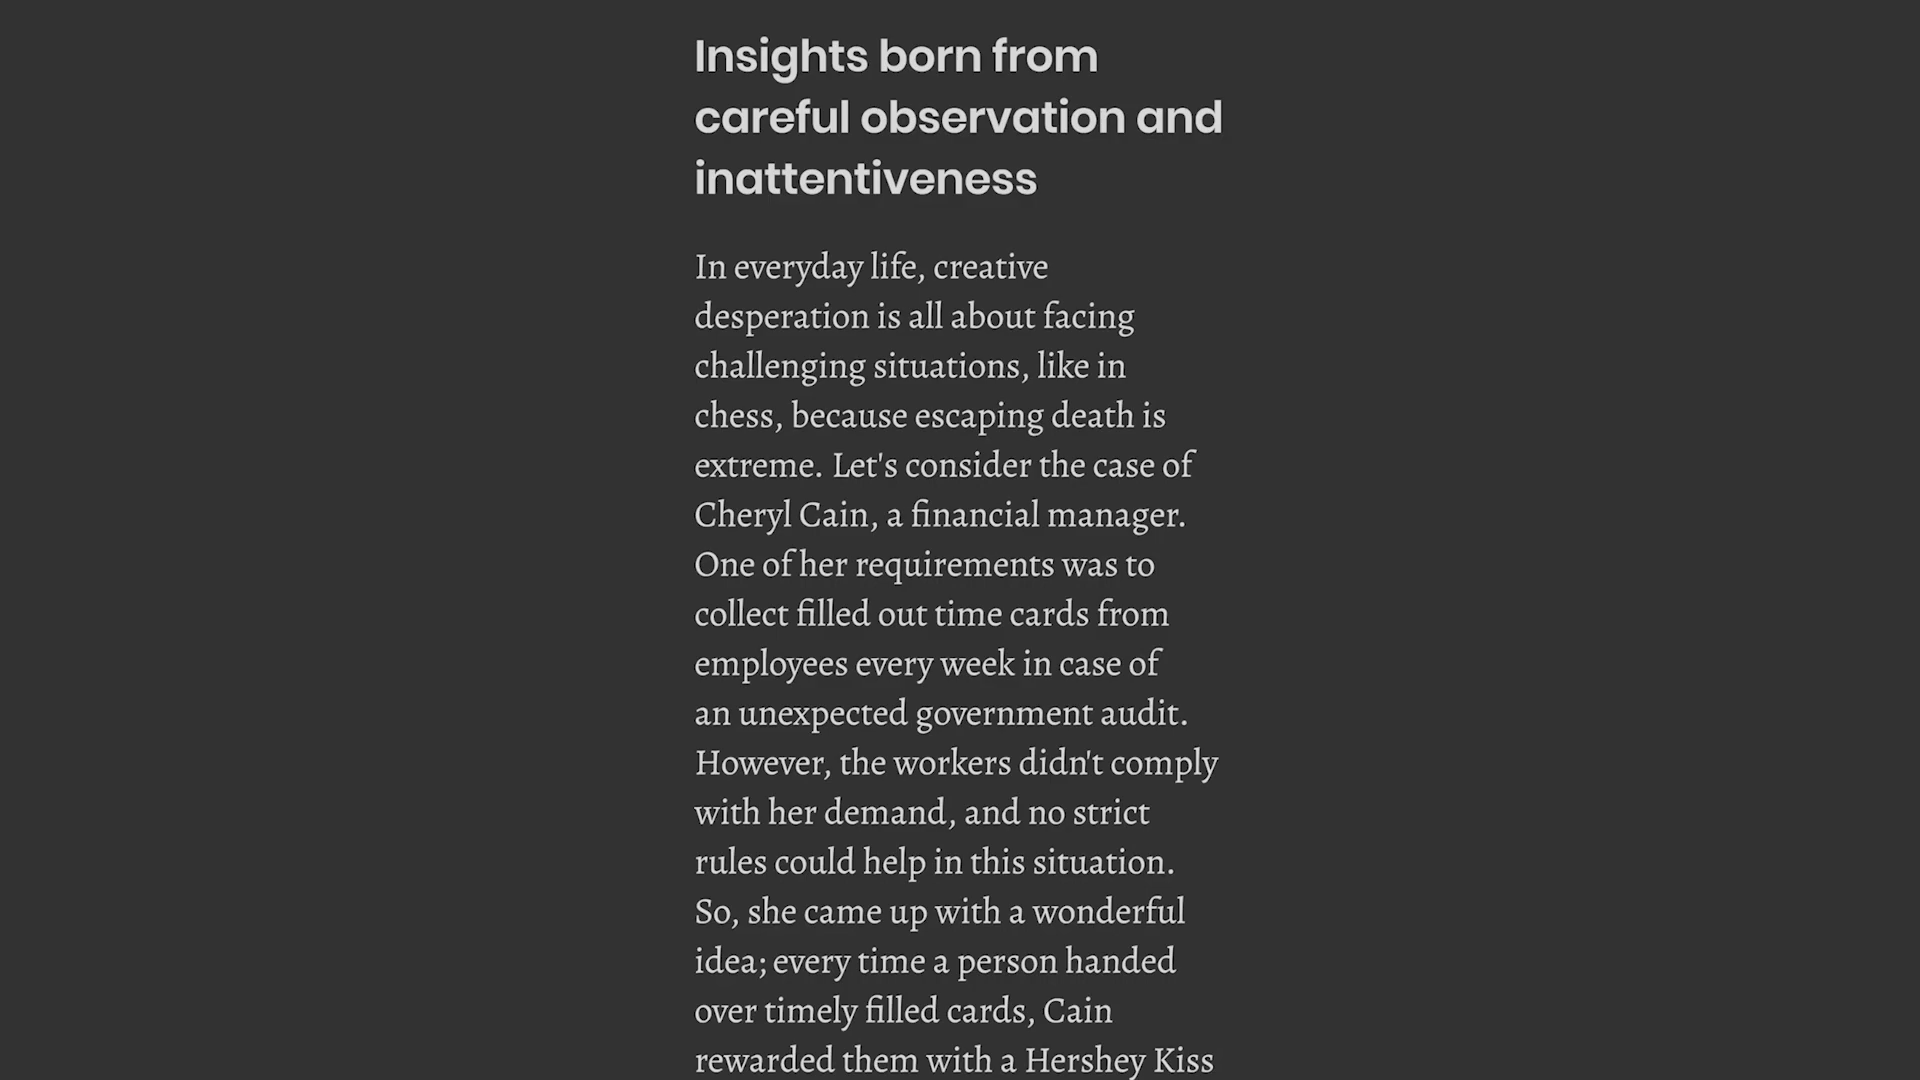 Insights born from
careful observation and
inattentiveness
In everyday life, creative
desperation is all about facing
challenging situations, like in
chess, because escaping death is
extreme. Let's consider the case of
Cheryl Cain, a financial manager.
One of her requirements was to
collect filled out time cards from
employees every week in case of
an unexpected government audit.
However, the workers didn't comply
with her demand, and no strict
rules could help in this situation.
So, she came up with a wonderful
idea; every time a person handed
over timely filled cards, Cain
rewarded them with a Hershey Kiss